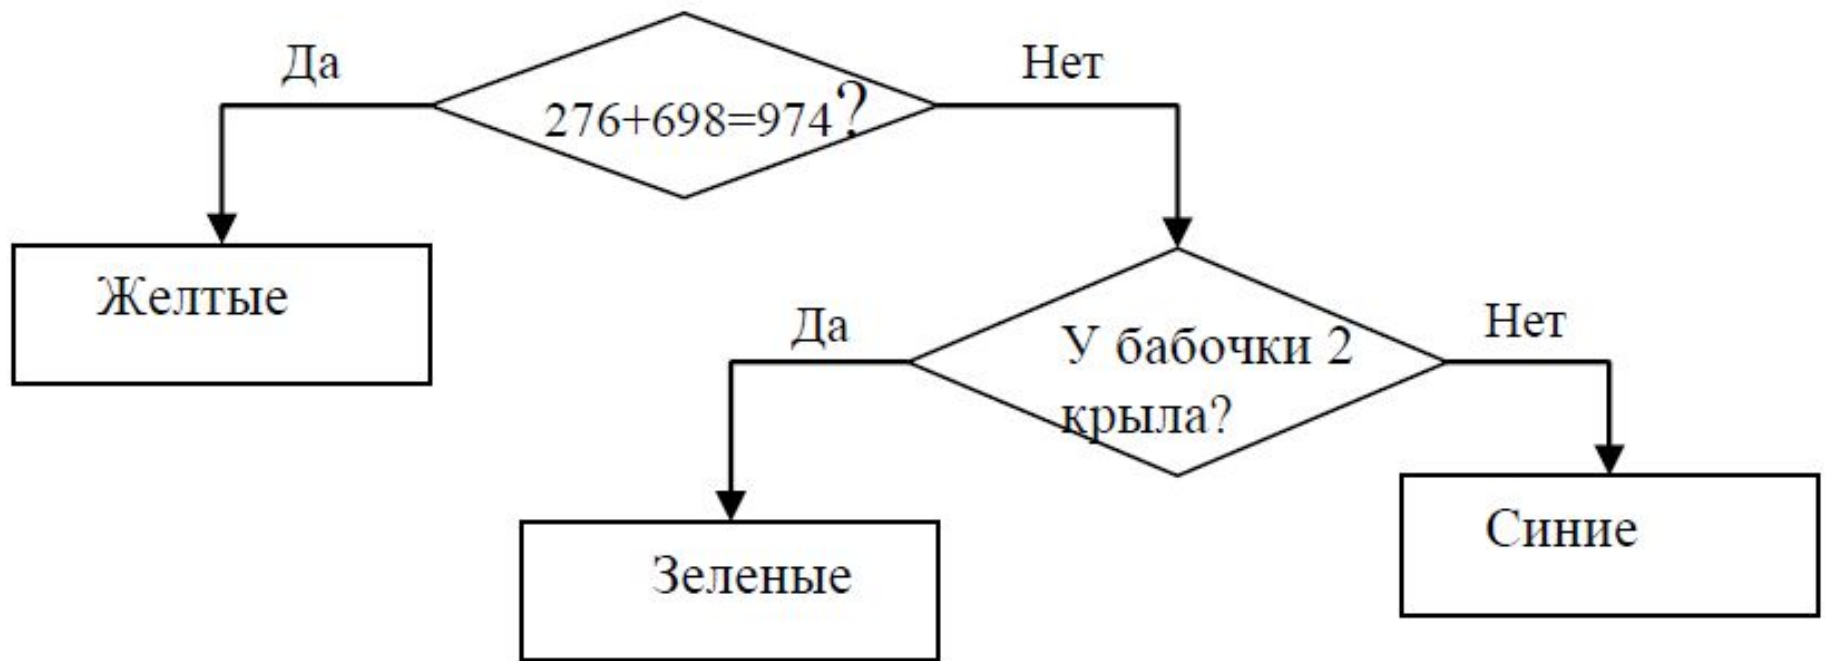 Да
Нет
276+698=974?
Желтые
Да
У бабочки 2
крыла?
Нет
Зеленые
Синие